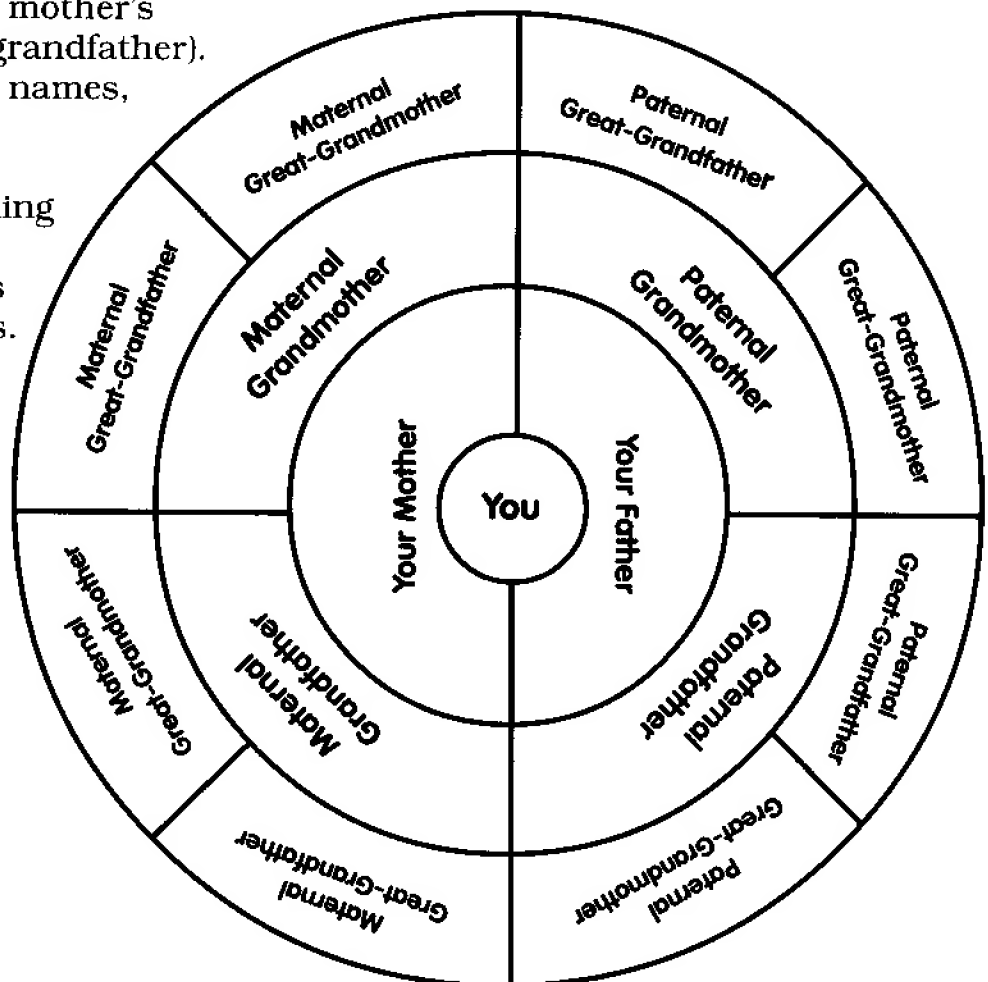 mother's
grandfather).
names,
ing
s
s.
Maternal
Great-Grandmother
Paternal
Great-Grandfather
Maternal
Great-Grandfather
Maternal
Grandmother
Paternal
Grandmother
Paternal
Great-Grandmother
Your Mother
You
Your Father
Maternal
Great-Grandmother
Maternal
Grandfather
Paternal
Grandfather
Paternal
Great-Grandfather
Maternal
Great-Grandfather
Paternal
Great-Grandmother